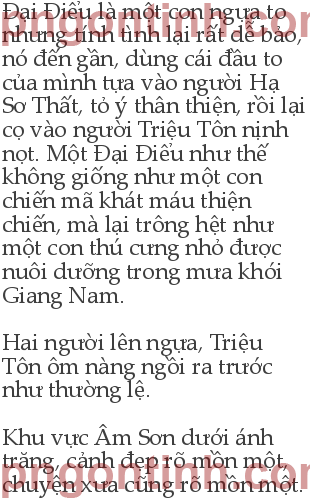 Đại Điểu là một con ngựa to
nhưng tính tình lại rất dễ bảo,
nó đến gần, dùng cái đầu to
của mình tựa vào người Hạ
Sơ Thất, tỏ ý thân thiện, rồi lại
cọ vào người Triệu Tôn nịnh
nọt. Một Đại Điểu như thế
không giống như một con
chiến mã khát máu thiện
chiến, mà lại trông hệt như
một con thú cưng nhỏ được
nuôi dưỡng trong mưa khói
Giang Nam.
Hai người lên ngựa, Triệu
Tôn ôm nàng ngồi ra trước
như thường lệ.
Khu vực Âm Sơn dưới ánh
trăng, cảnh đẹp rõ mồn một,
chuyện xưa cũng rõ mồn một.